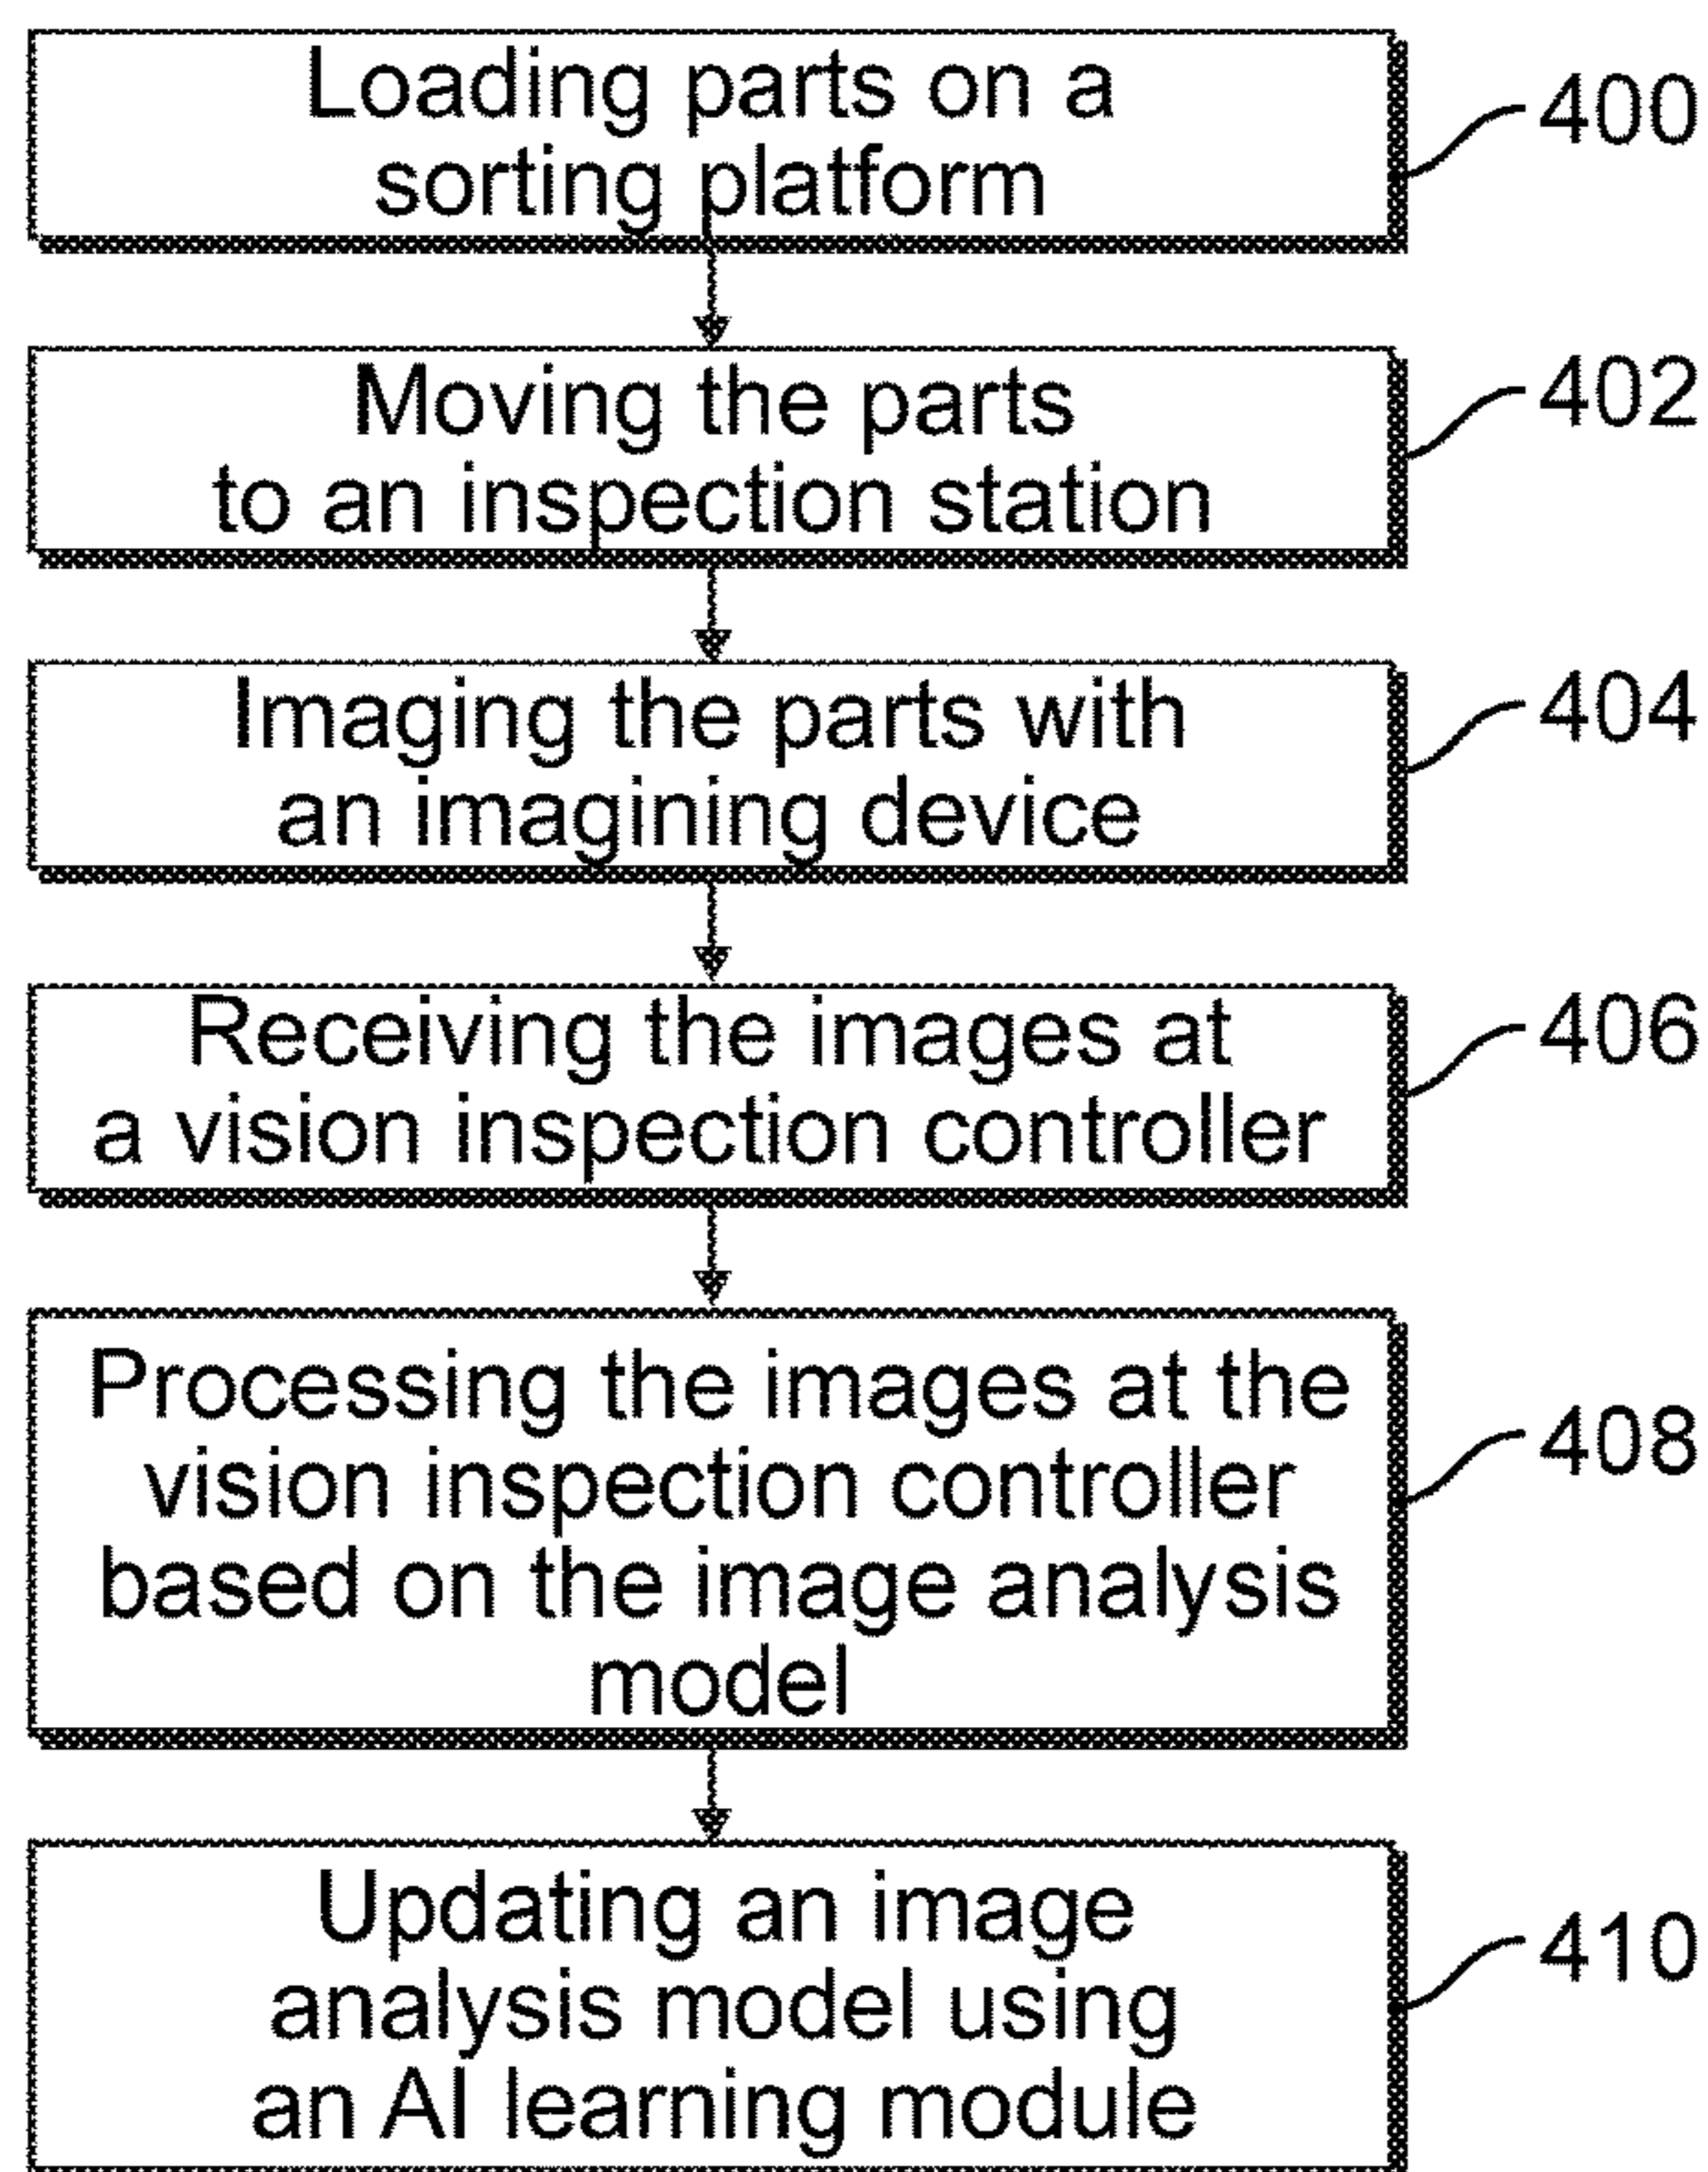 Loading parts on a
sorting platform
400
Moving the parts
to an inspection station
402
Imaging the parts with
an imagining device
404
Receiving the images at
a vision inspection controller
406
Processing the images at the
vision inspection controller
based on the image analysis
model
408
Updating an image
analysis model using
an AI learning module
410